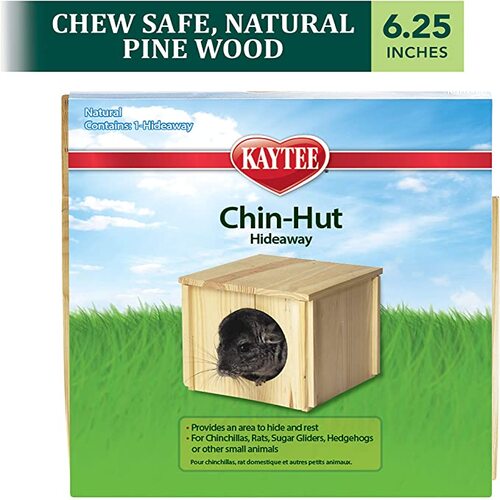 CHEW SAFE, NATURAL
PINE WOOD
6.25
INCHES
Natural
Contains: 1-Hideaway
KAYTEE
Chin-Hut
Hideaway
• Provides an area to hide and rest
• For Chinchillas, Rats, Sugar Gliders, Hedgehogs
or other small animals
Pour chinchillas, rat domestique et autres petits animaux.